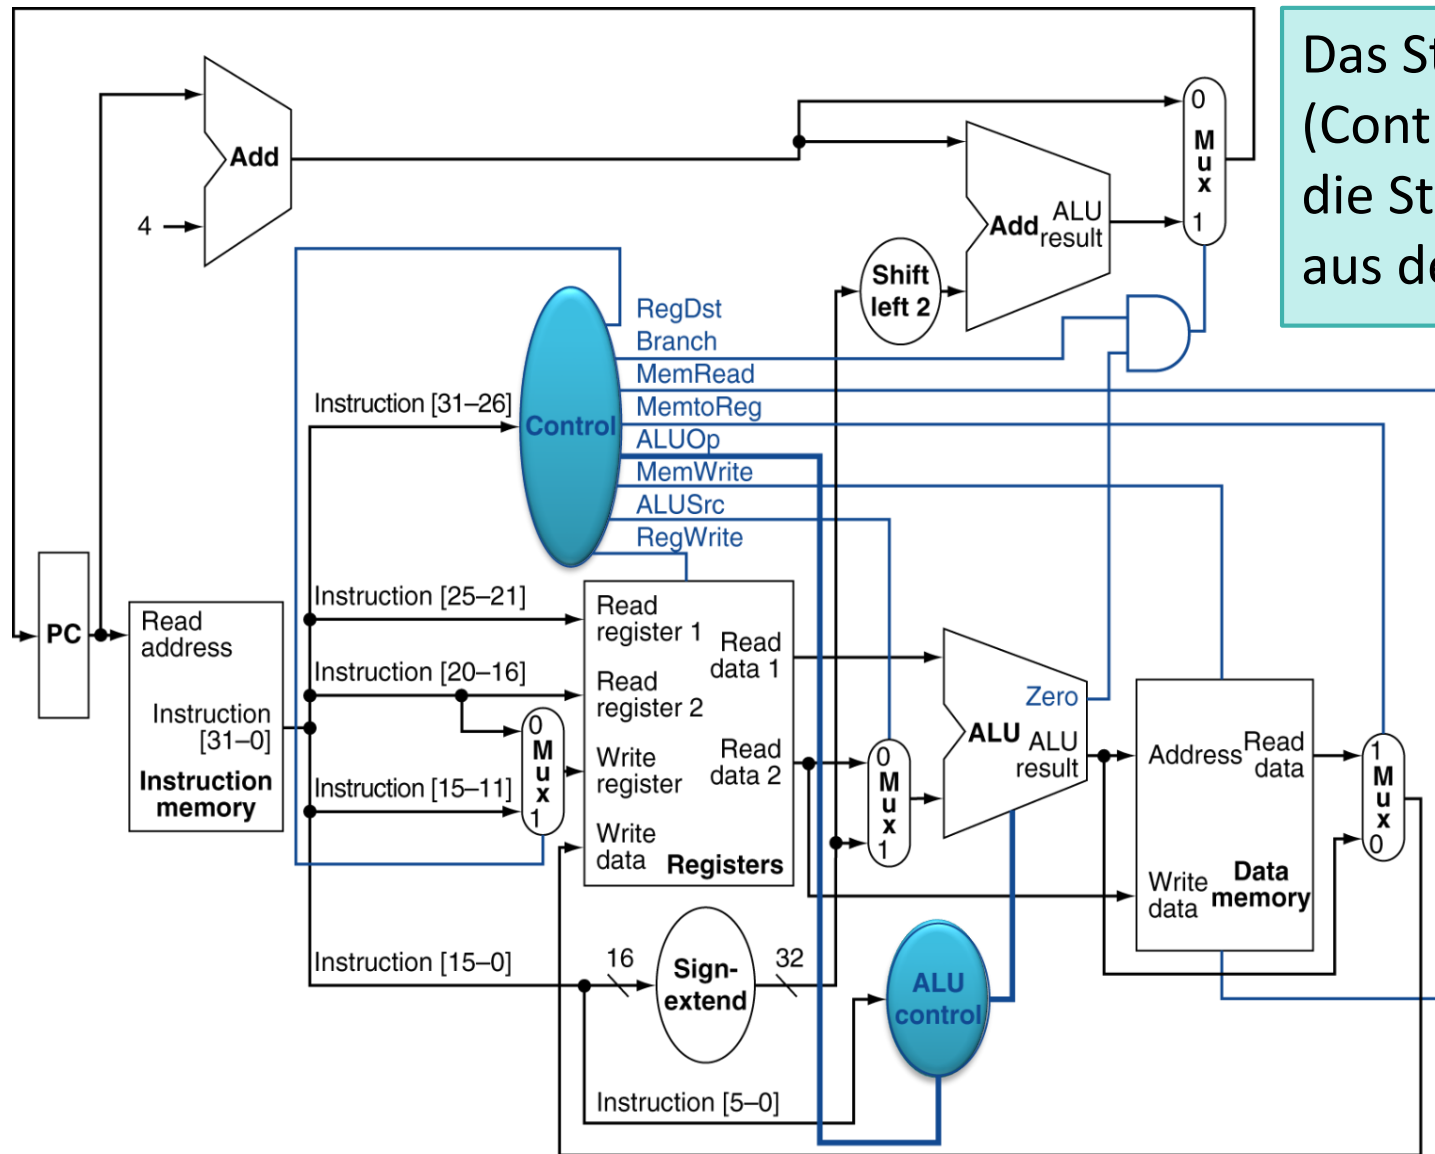 Das St
(Cont
die St
aus de
Add
4
0
M
u
x
1
Add
ALU
result
Shift
left 2
RegDst
Branch
MemRead
MemtoReg
ALUOp
MemWrite
ALUSrc
RegWrite
Control
Instruction [31–26]
PC
Read
address
Instruction
[31–0]
Instruction
memory
Instruction [25–21]
Instruction [20–16]
Instruction [15–11]
0
M
u
x
1
Read
register 1
Read
data 1
Read
register 2
Write
register
Read
data 2
Write
data
Registers
0
M
u
x
1
Zero
ALU
ALU
result
Address
Read
data
Write
data
Data
memory
1
M
u
x
0
Instruction [15–0]
16
Sign-
extend
32
ALU
control
Instruction [5–0]